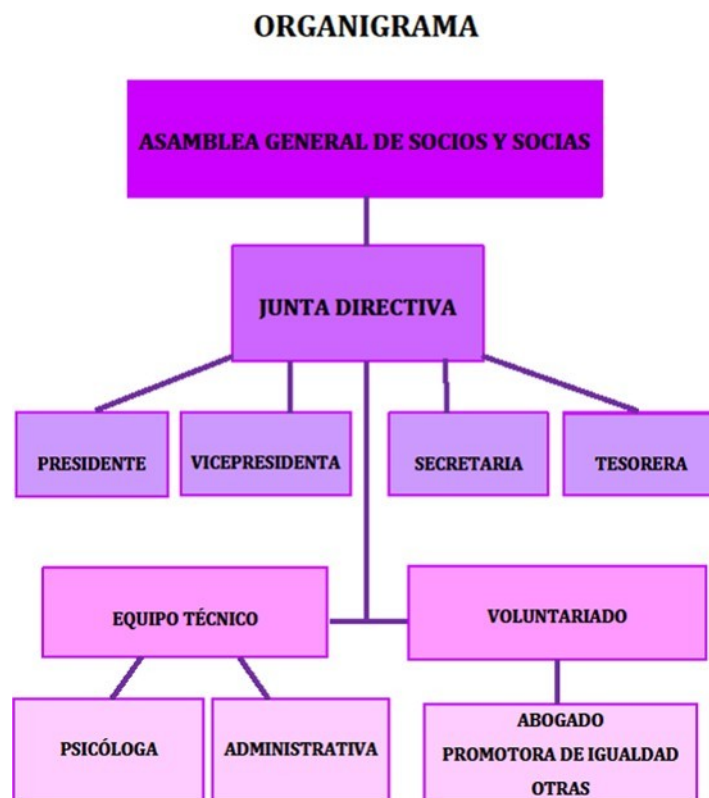 ORGANIGRAMA
ASAMBLEA GENERAL DE SOCIOS Y SOCIAS
JUNTA DIRECTIVA
PRESIDENTE
VICEPRESIDENTA
SECRETARIA
TESORERA
EQUIPO TÉCNICO
VOLUNTARIADO
PSICÓLOGA
ADMINISTRATIVA
ABOGADO
PROMOTORA DE IGUALDAD
OTRAS